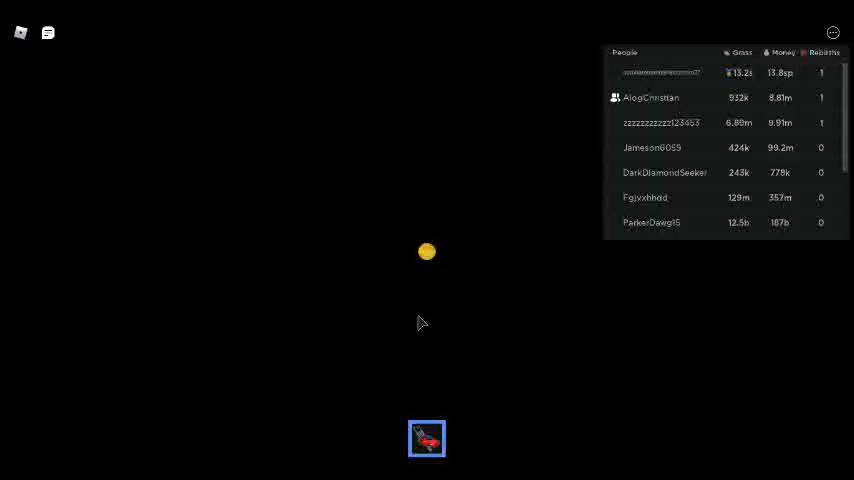 People Grass Money Rebirths
13.2s 13.8sp 1
AlogChristian 932k 8.81m 1
zzzzzzzzzzz123453 6.89m 9.91m 1
Jameson6059 424k 99.2m 0
DarkDiamondSeeker 243k 778k 0
Fgjvxbhdd 129m 357m 0
ParkerDawg15 12.5b 187b 0